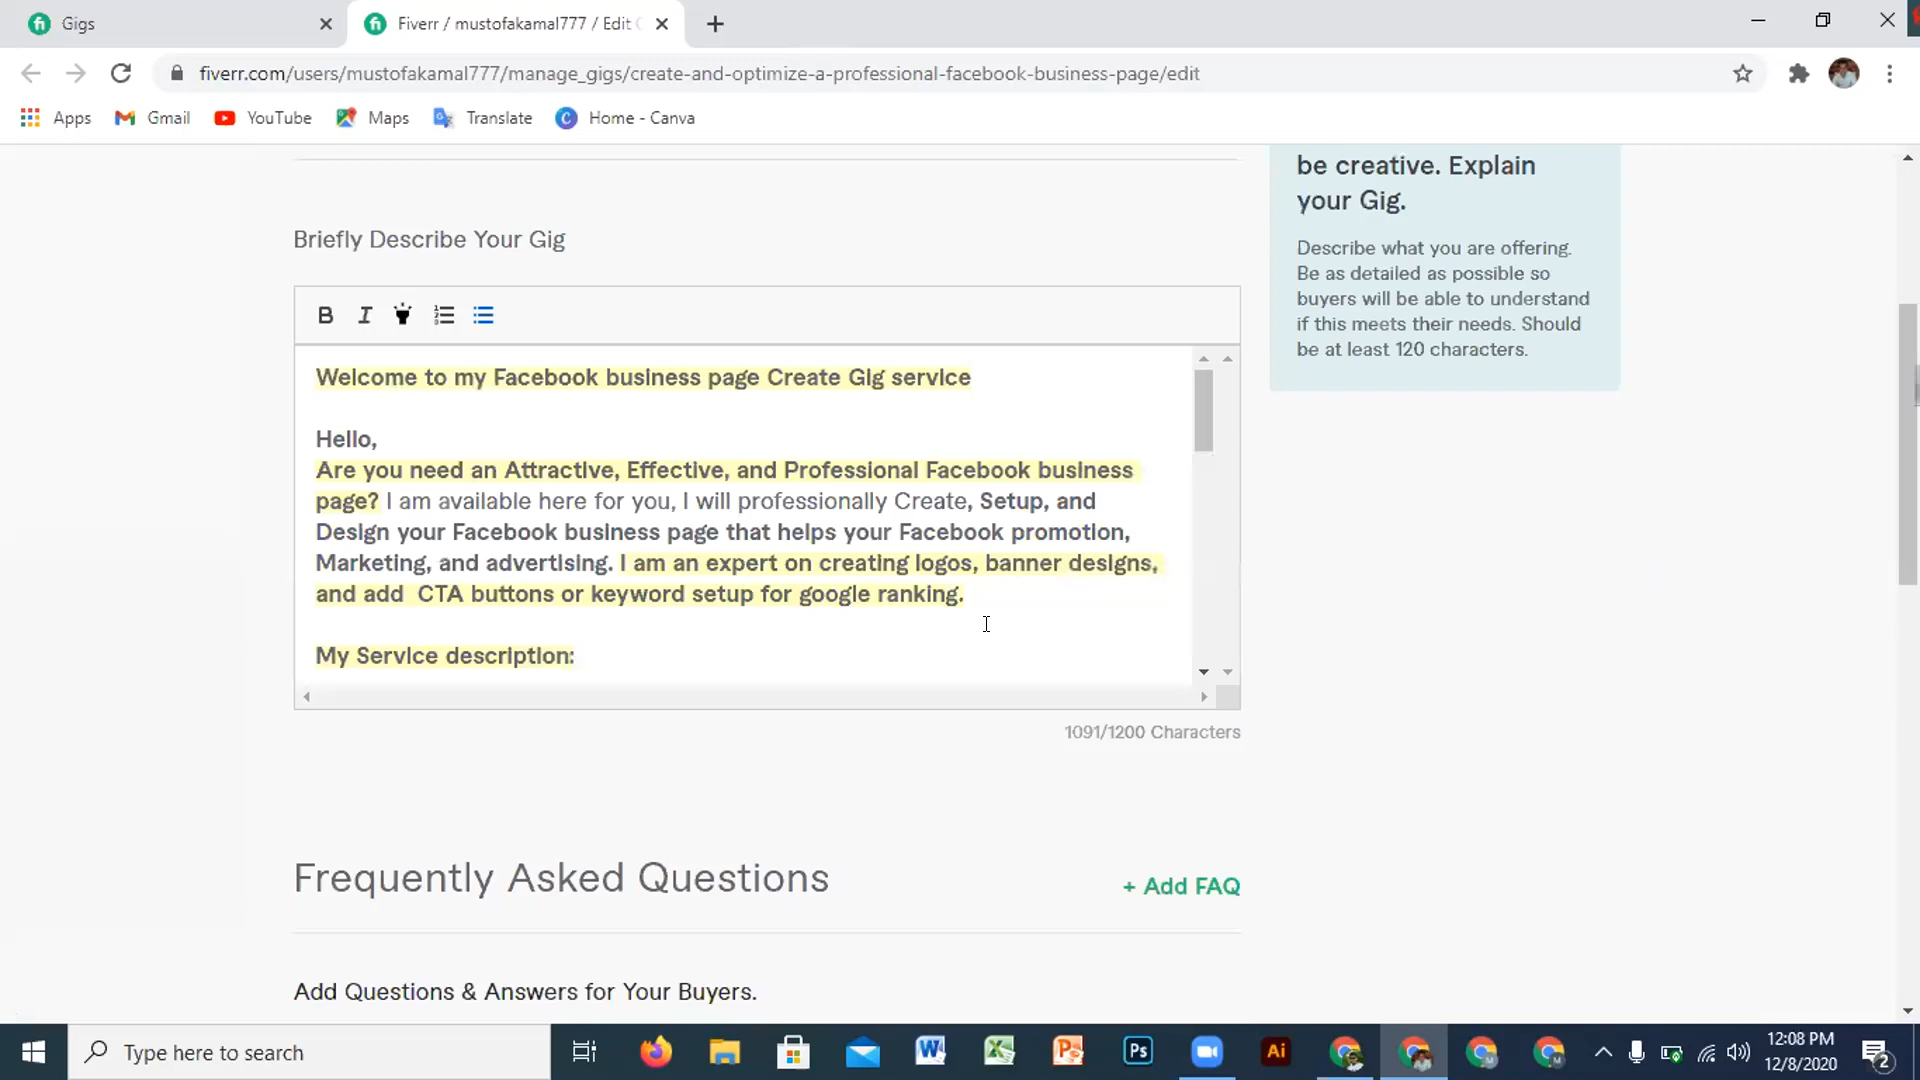 Gigs
Fiverr / mustofakamal777 / Edit
fiverr.com/users/mustofakamal777/manage_gigs/create-and-optimize-a-professional-facebook-business-page/edit
Apps
Gmail
YouTube
Maps
Translate
Home - Canva
be creative. Explain
your Gig.
Describe what you are offering.
Be as detailed as possible so
buyers will be able to understand
if this meets their needs. Should
be at least 120 characters.
Briefly Describe Your Gig
B I
Welcome to my Facebook business page Create Gig service
Hello,
Are you need an Attractive, Effective, and Professional Facebook business
page? I am available here for you, I will professionally Create, Setup, and
Design your Facebook business page that helps your Facebook promotion,
Marketing, and advertising. I am an expert on creating logos, banner designs,
and add  CTA buttons or keyword setup for google ranking.
My Service description:
1091/1200 Characters
Frequently Asked Questions
+ Add FAQ
Add Questions & Answers for Your Buyers.
Type here to search
Ps
Ai
12:08 PM
12/8/2020
2